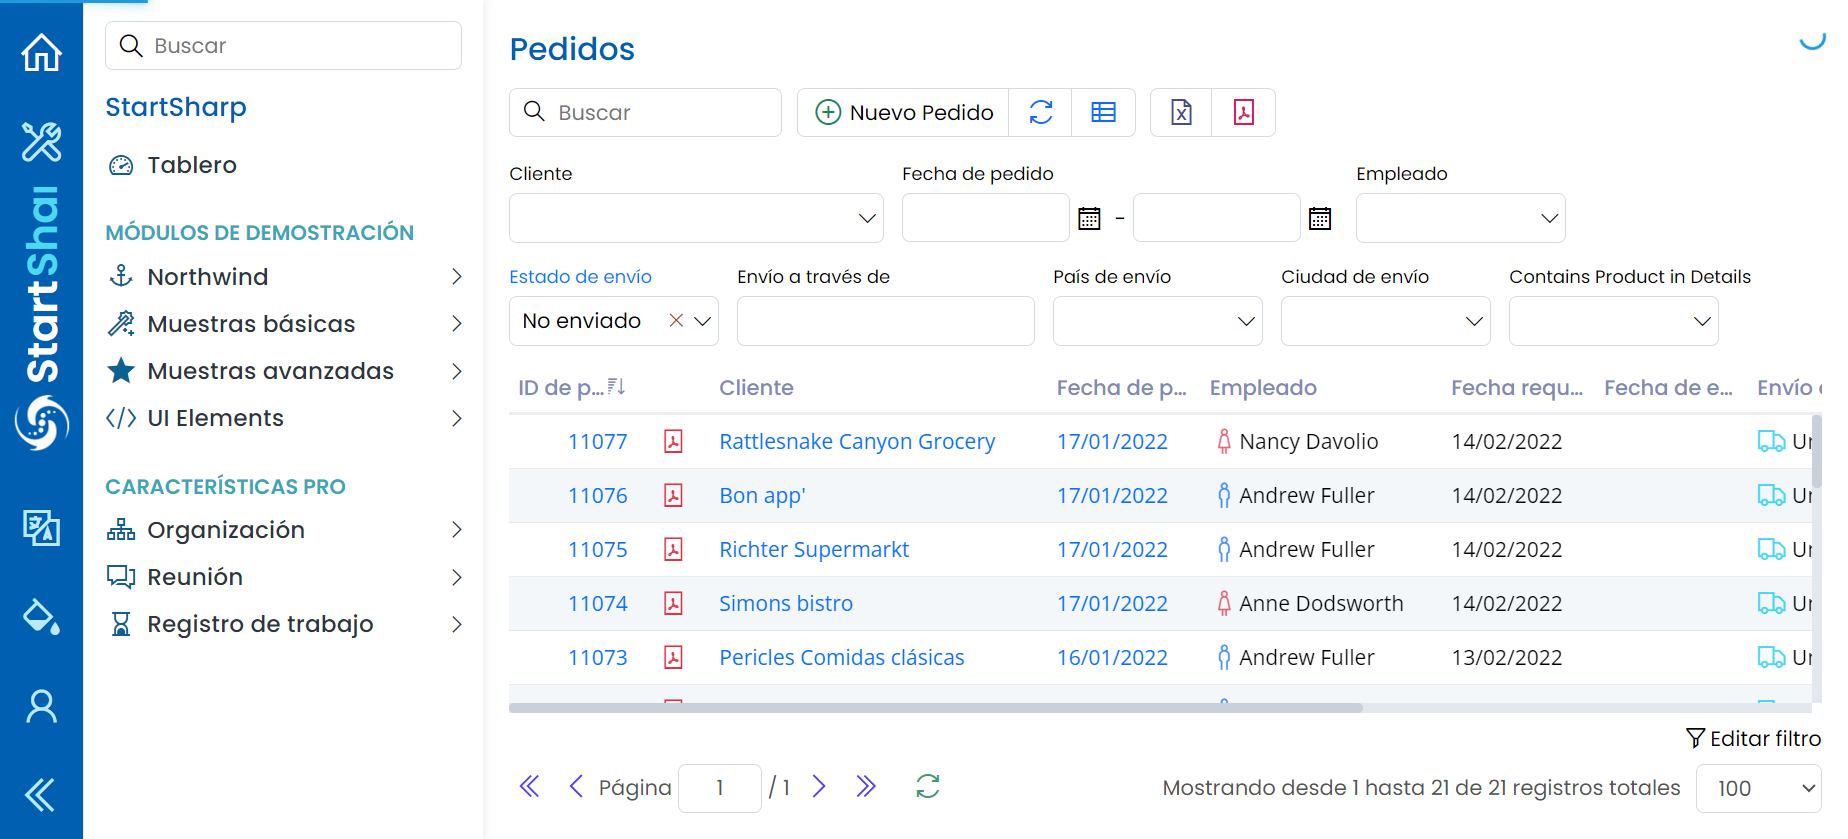 StartShar
Buscar
StartSharp
Tablero
MÓDULOS DE DEMOSTRACIÓN
Northwind
Muestras básicas
Muestras avanzadas
UI Elements
CARACTERÍSTICAS PRO
Organización
Reunión
Registro de trabajo
Pedidos
Buscar
Nuevo Pedido
Cliente
Fecha de pedido
Empleado
-
Estado de envío
Envío a través de
País de envío
Ciudad de envío
Contains Product in Details
No enviado
ID de p... Cliente Fecha de p... Empleado Fecha requ... Fecha de e... Envío
11077 Rattlesnake Canyon Grocery 17/01/2022 Nancy Davolio 14/02/2022
11076 Bon app' 17/01/2022 Andrew Fuller 14/02/2022
11075 Richter Supermarkt 17/01/2022 Andrew Fuller 14/02/2022
11074 Simons bistro 17/01/2022 Anne Dodsworth 14/02/2022
11073 Pericles Comidas clásicas 16/01/2022 Andrew Fuller 13/02/2022
Editar filtro
Página 1 / 1
Mostrando desde 1 hasta 21 de 21 registros totales 100